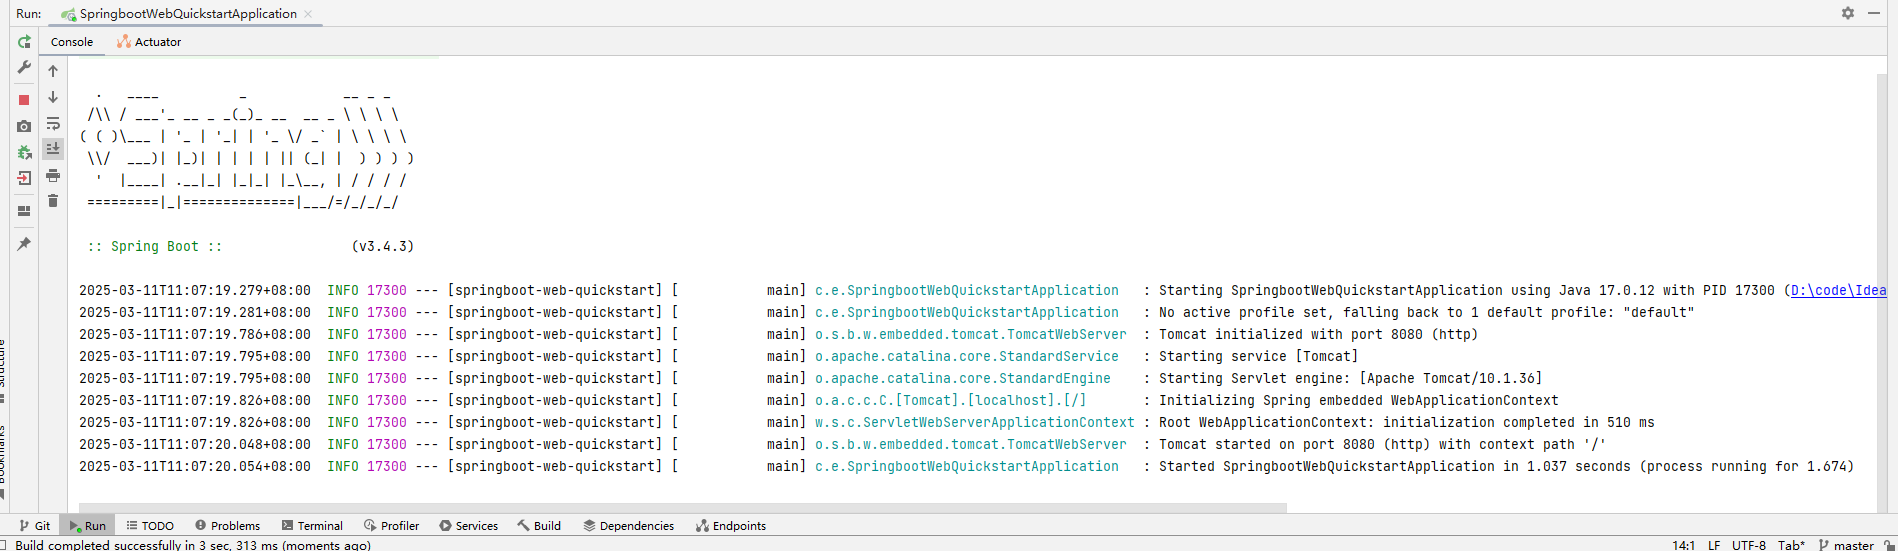 Run: SpringbootWebQuickstartApplication
Console Actuator
  .   ____          _            __ _ _
 /\\ / ___'_ __ _ _(_)_ __  __ _ \ \ \ \
( ( )\___ | '_ | '_| | '_ \/ _` | \ \ \ \
 \\/  ___)| |_)| | | | | || (_| |  ) ) ) )
  '  |____| .__|_| |_|_| |_\__, | / / / /
 =========|_|==============|___/=/_/_/_/
:: Spring Boot :: (v3.4.3)
2025-03-11T11:07:19.279+08:00 INFO 17300 --- [springboot-web-quickstart] [ main] c.e.SpringbootWebQuickstartApplication : Starting SpringbootWebQuickstartApplication using Java 17.0.12 with PID 17300 (D:\code\Idea
2025-03-11T11:07:19.281+08:00 INFO 17300 --- [springboot-web-quickstart] [ main] c.e.SpringbootWebQuickstartApplication : No active profile set, falling back to 1 default profile: "default"
2025-03-11T11:07:19.786+08:00 INFO 17300 --- [springboot-web-quickstart] [ main] o.s.b.w.embedded.tomcat.TomcatWebServer : Tomcat initialized with port 8080 (http)
2025-03-11T11:07:19.795+08:00 INFO 17300 --- [springboot-web-quickstart] [ main] o.apache.catalina.core.StandardService : Starting service [Tomcat]
2025-03-11T11:07:19.795+08:00 INFO 17300 --- [springboot-web-quickstart] [ main] o.apache.catalina.core.StandardEngine : Starting Servlet engine: [Apache Tomcat/10.1.36]
2025-03-11T11:07:19.826+08:00 INFO 17300 --- [springboot-web-quickstart] [ main] o.a.c.c.C.[Tomcat].[localhost].[/] : Initializing Spring embedded WebApplicationContext
2025-03-11T11:07:19.826+08:00 INFO 17300 --- [springboot-web-quickstart] [ main] w.s.c.ServletWebServerApplicationContext : Root WebApplicationContext: initialization completed in 510 ms
2025-03-11T11:07:20.048+08:00 INFO 17300 --- [springboot-web-quickstart] [ main] o.s.b.w.embedded.tomcat.TomcatWebServer : Tomcat started on port 8080 (http) with context path '/'
2025-03-11T11:07:20.054+08:00 INFO 17300 --- [springboot-web-quickstart] [ main] c.e.SpringbootWebQuickstartApplication : Started SpringbootWebQuickstartApplication in 1.037 seconds (process running for 1.674)
Git Run TODO Problems Terminal Profiler Services Build Dependencies Endpoints
Build completed successfully in 3 sec, 313 ms (moments ago) 14:1 LF UTF-8 Tab* master